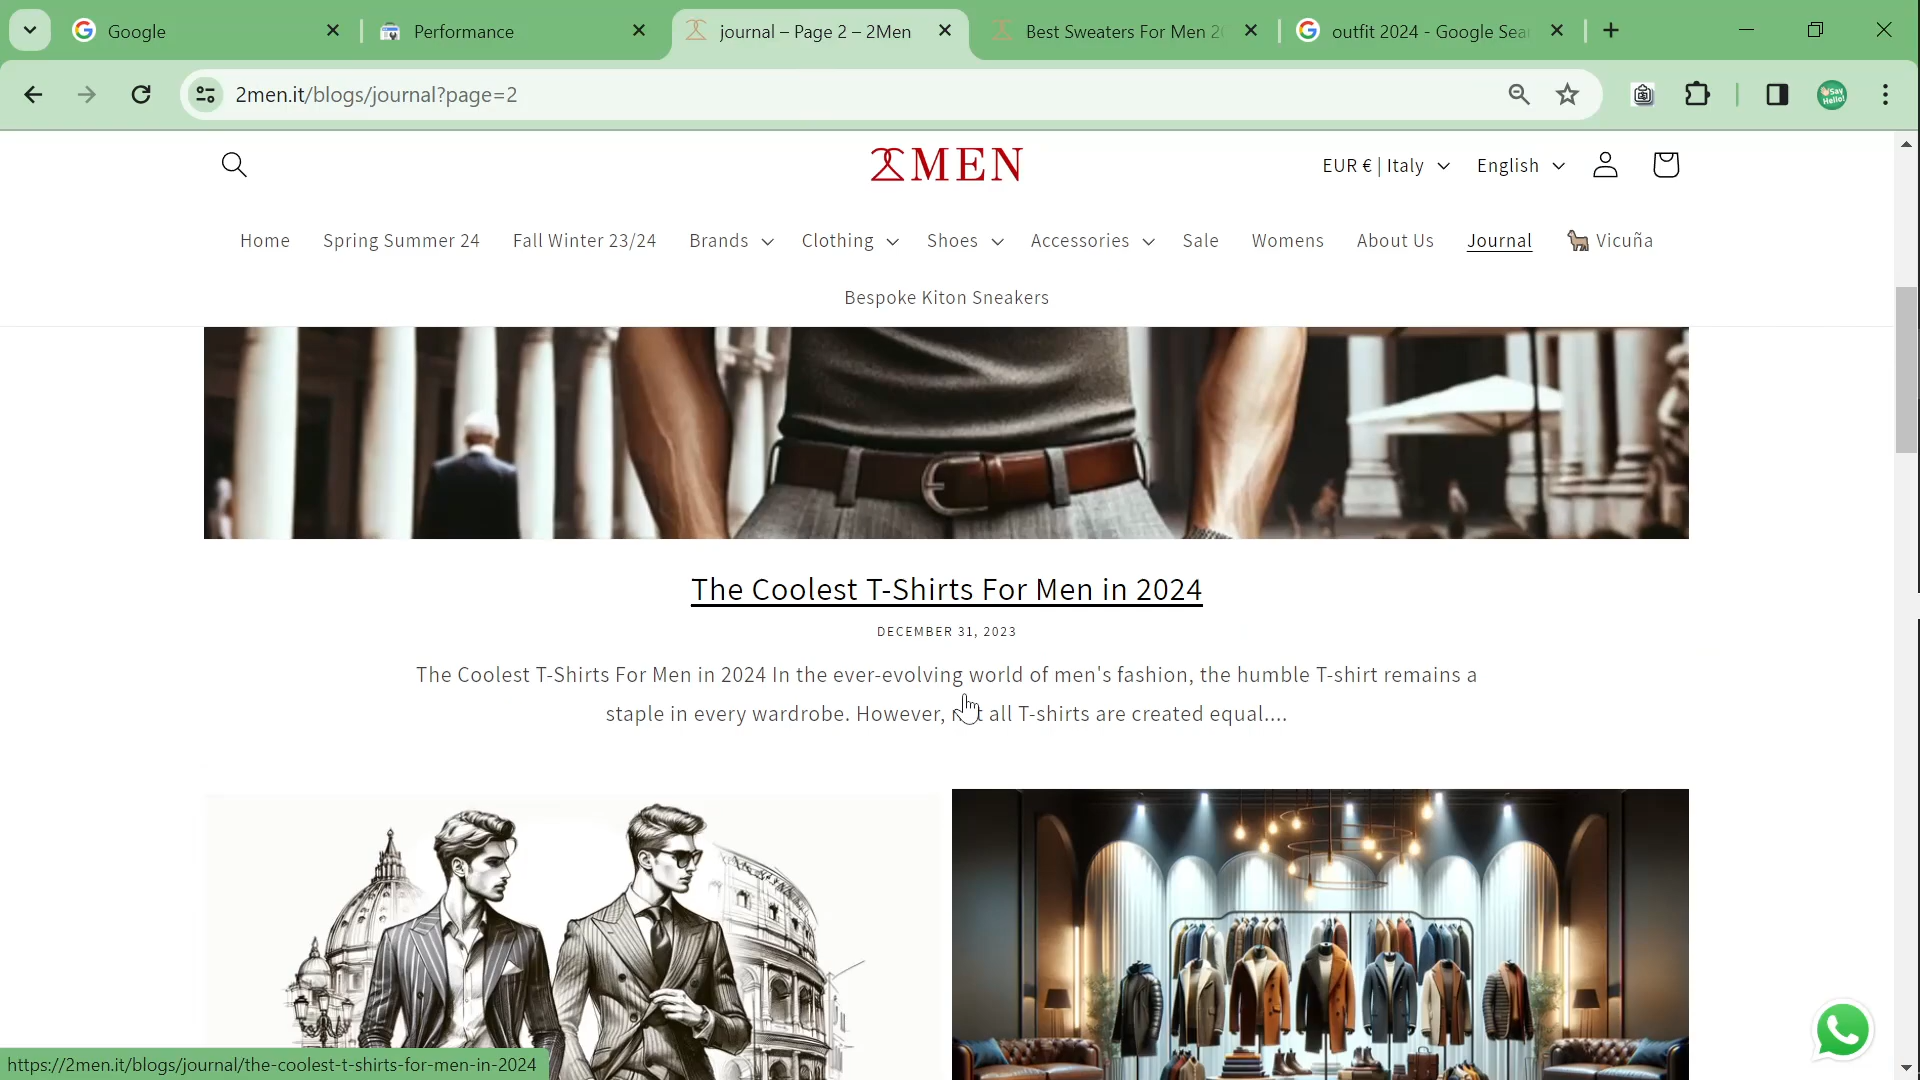 Google
Performance
journal – Page 2 – 2Men
Best Sweaters For Men 20
outfit 2024 - Google Sea
2men.it/blogs/journal?page=2
Say Hello!
MEN
EUR € | Italy
English
Home
Spring Summer 24
Fall Winter 23/24
Brands
Clothing
Shoes
Accessories
Sale
Womens
About Us
Journal
Vicuña
Bespoke Kiton Sneakers
The Coolest T-Shirts For Men in 2024
DECEMBER 31, 2023
The Coolest T-Shirts For Men in 2024 In the ever-evolving world of men's fashion, the humble T-shirt remains a
staple in every wardrobe. However, not all T-shirts are created equal....
https://2men.it/blogs/journal/the-coolest-t-shirts-for-men-in-2024